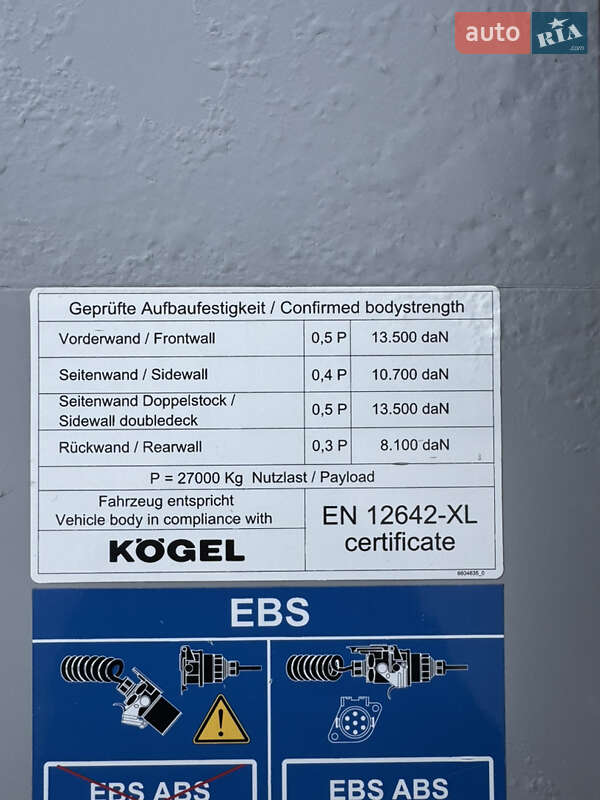 auto RIA .com
Geprüfte Aufbaufestigkeit / Confirmed bodystrength
Vorderwand / Frontwall 0,5 P 13.500 daN
Seitenwand / Sidewall 0,4 P 10.700 daN
Seitenwand Doppelstock /
Sidewall doubledeck 0,5 P 13.500 daN
Rückwand / Rearwall 0,3 P 8.100 daN
P = 27000 Kg Nutzlast / Payload
Fahrzeug entspricht
Vehicle body in compliance with
KÖGEL
EN 12642-XL
certificate
6604635_0
EBS
EBS ABS
EBS ABS